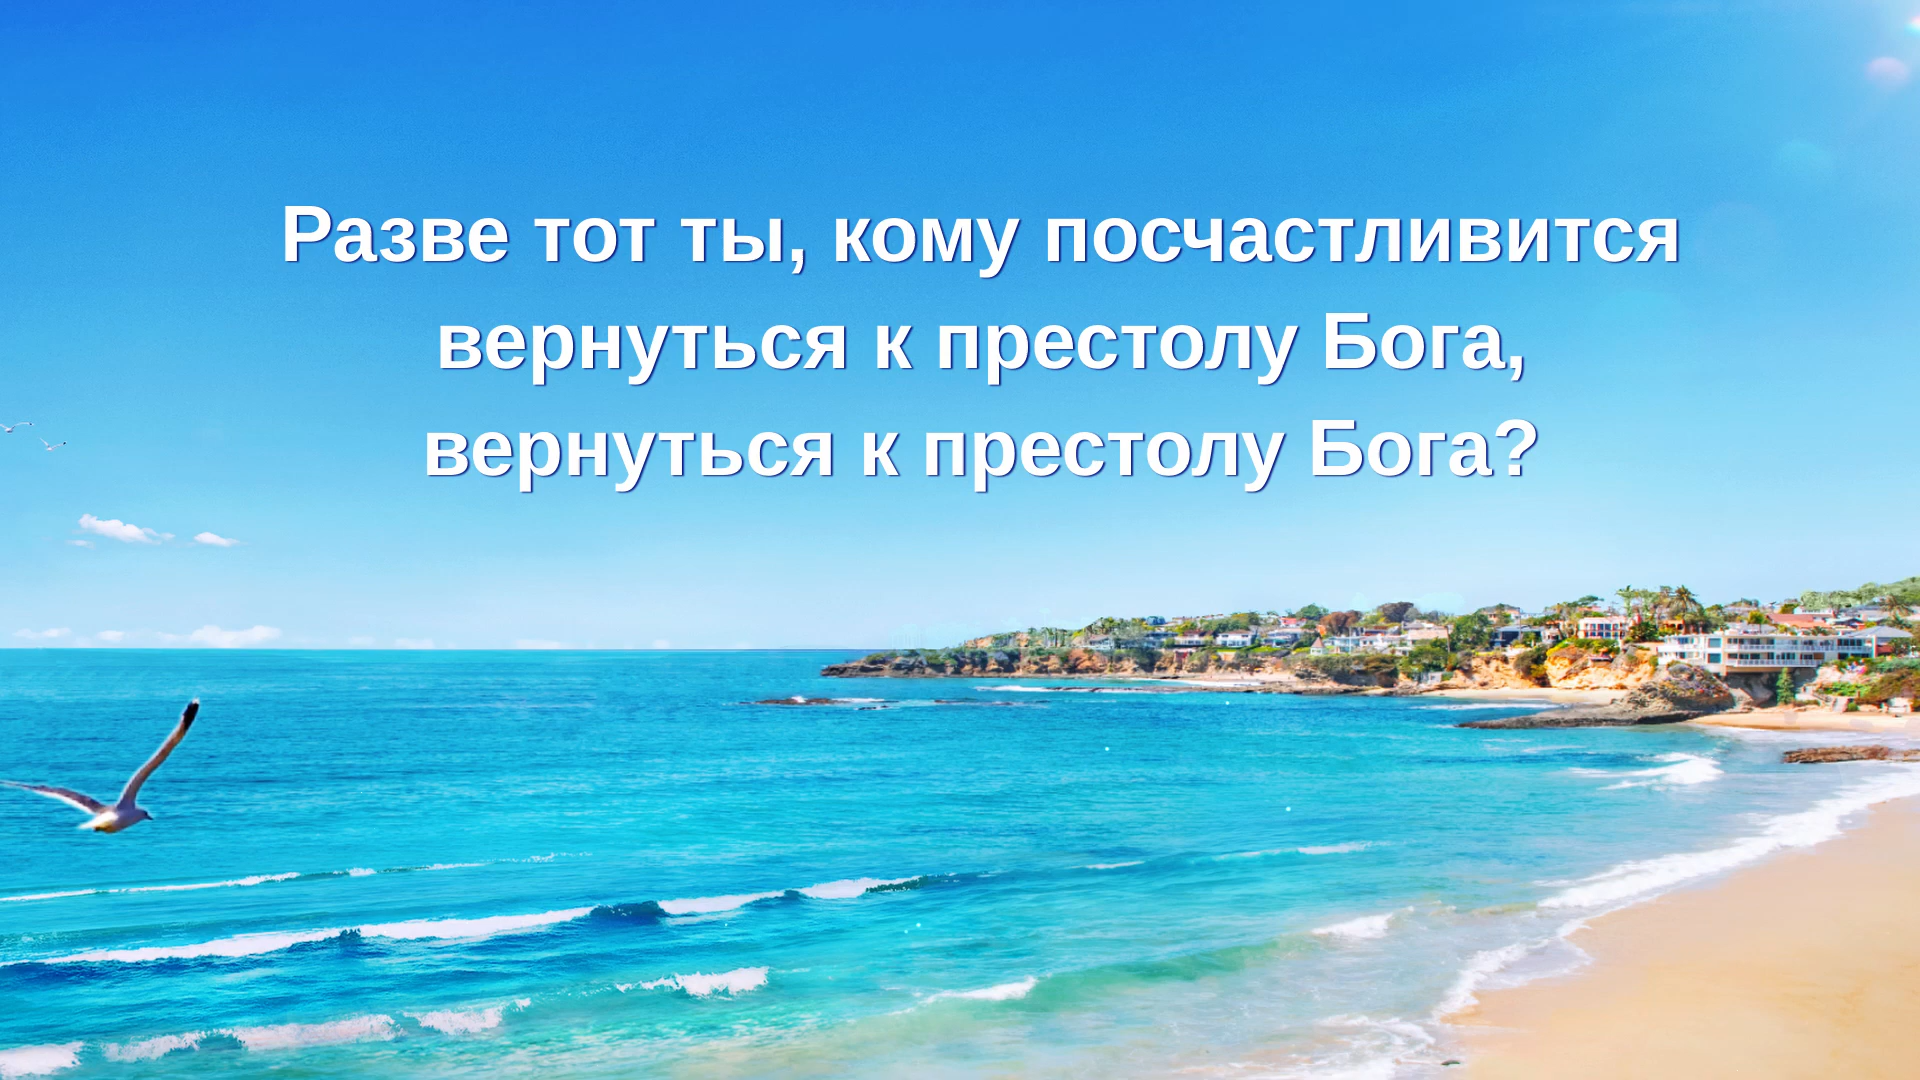 Разве тот ты, кому посчастливится
вернуться к престолу Бога,
вернуться к престолу Бога?